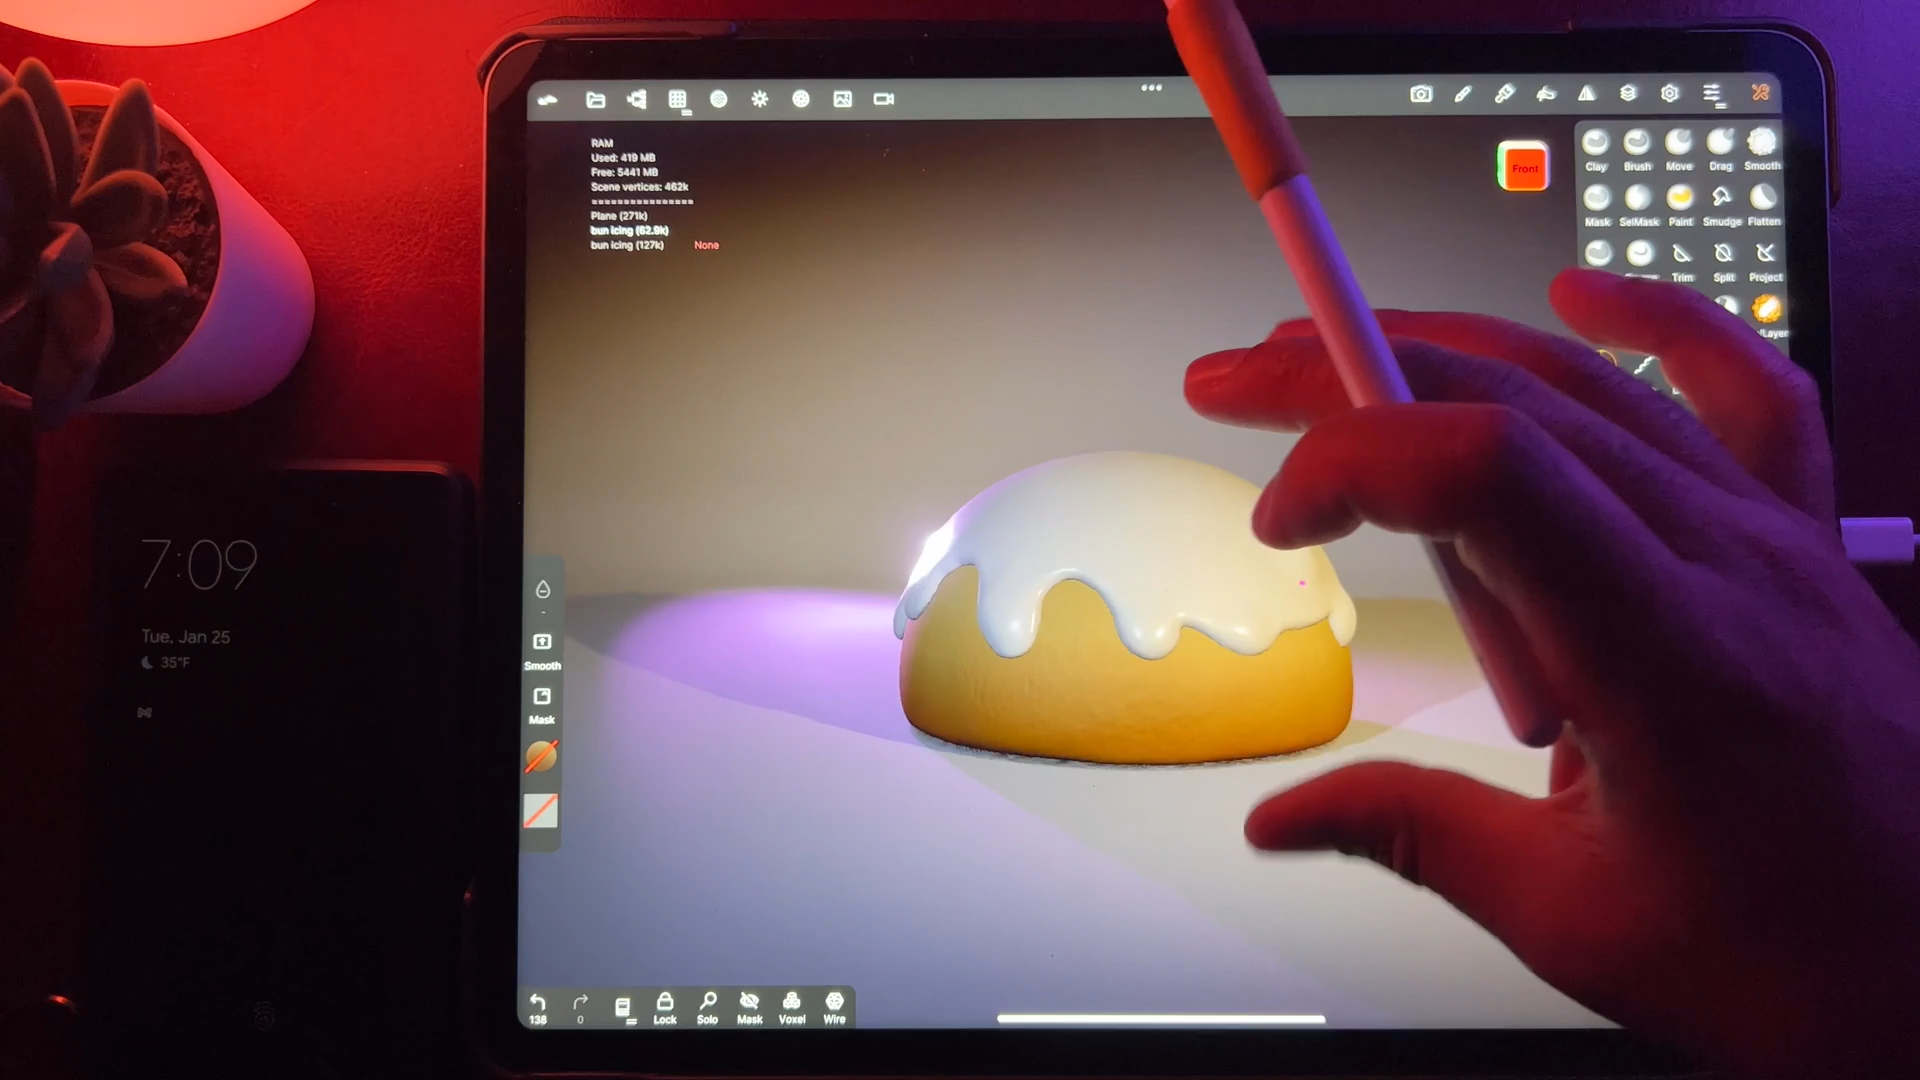 RAM
Used: 419 MB
Free: 5441 MB
Scene vertices: 462k
================
Plane (271k)
bun icing (62.9k)
bun icing (127k) None
Front
Clay Brush Move Drag Smooth
Mask SelMask Paint Smudge Flatten
Trim Split Project
7:09
Tue, Jan 25
35°F
Smooth
Mask
138 0 Lock Solo Mask Voxel Wire